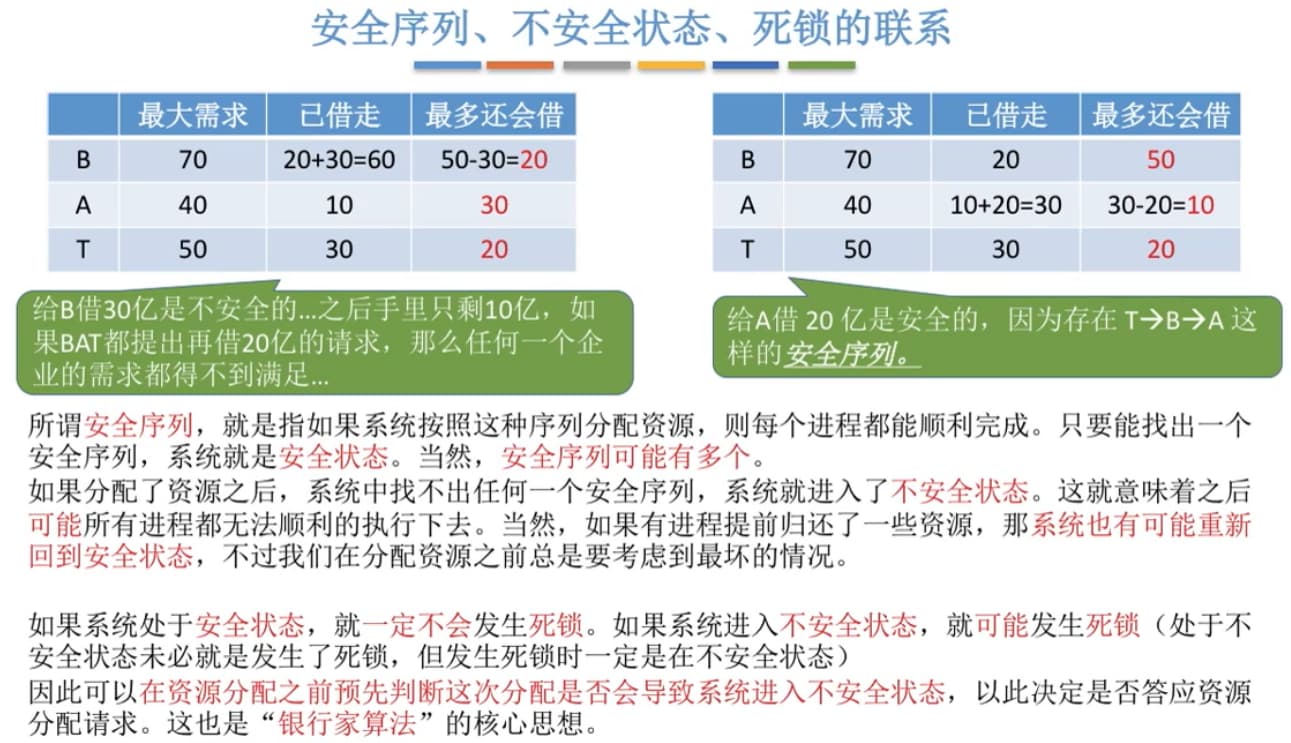 安全序列、不安全状态、死锁的联系
最大需求 已借走 最多还会借
B 70 20+30=60 50-30=20
A 40 10 30
T 50 30 20
给B借30亿是不安全的...之后手里只剩10亿，如
果BAT都提出再借20亿的请求，那么任何一个企
业的需求都得不到满足...
最大需求 已借走 最多还会借
B 70 20 50
A 40 10+20=30 30-20=10
T 50 30 20
给A借 20 亿是安全的，因为存在 T→B→A 这
样的安全序列。
所谓安全序列，就是指如果系统按照这种序列分配资源，则每个进程都能顺利完成。只要能找出一个
安全序列，系统就是安全状态。当然，安全序列可能有多个。
如果分配了资源之后，系统中找不出任何一个安全序列，系统就进入了不安全状态。这就意味着之后
可能所有进程都无法顺利的执行下去。当然，如果有进程提前归还了一些资源，那系统也有可能重新
回到安全状态，不过我们在分配资源之前总是要考虑到最坏的情况。
如果系统处于安全状态，就一定不会发生死锁。如果系统进入不安全状态，就可能发生死锁（处于不
安全状态未必就是发生了死锁，但发生死锁时一定是在不安全状态）
因此可以在资源分配之前预先判断这次分配是否会导致系统进入不安全状态，以此决定是否答应资源
分配请求。这也是“银行家算法”的核心思想。